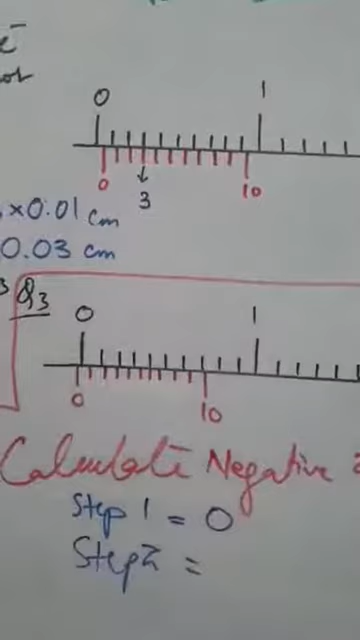 0 1
0 10
3
×0.01 cm
0.03 cm
Q3
0 1
0 10
Calculate Negative
Step 1 = 0
Step 2 =